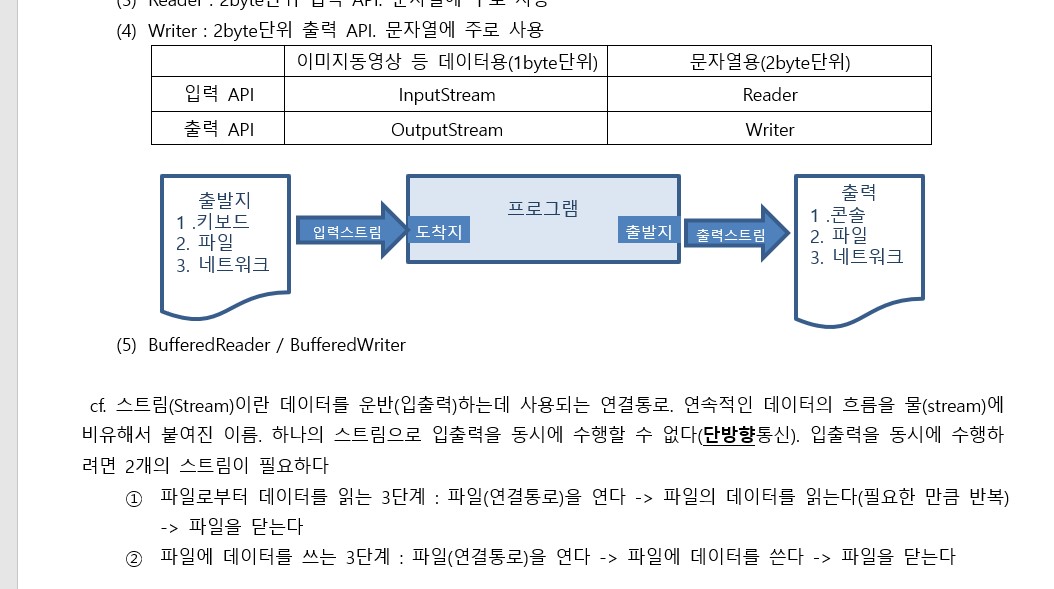 (3) Reader : 2byte단위 입력 API. 문자열에 주로 사용
(4) Writer : 2byte단위 출력 API. 문자열에 주로 사용
이미지동영상 등 데이터용(1byte단위) 문자열용(2byte단위)
입력 API InputStream Reader
출력 API OutputStream Writer
출발지
1 .키보드
2. 파일
3. 네트워크
입력스트림
도착지
프로그램
출발지
출력스트림
출력
1 .콘솔
2. 파일
3. 네트워크
(5) BufferedReader / BufferedWriter
cf. 스트림(Stream)이란 데이터를 운반(입출력)하는데 사용되는 연결통로. 연속적인 데이터의 흐름을 물(stream)에
비유해서 붙여진 이름. 하나의 스트림으로 입출력을 동시에 수행할 수 없다(단방향통신). 입출력을 동시에 수행하
려면 2개의 스트림이 필요하다
① 파일로부터 데이터를 읽는 3단계 : 파일(연결통로)을 연다 -> 파일의 데이터를 읽는다(필요한 만큼 반복)
-> 파일을 닫는다
② 파일에 데이터를 쓰는 3단계 : 파일(연결통로)을 연다 -> 파일에 데이터를 쓴다 -> 파일을 닫는다